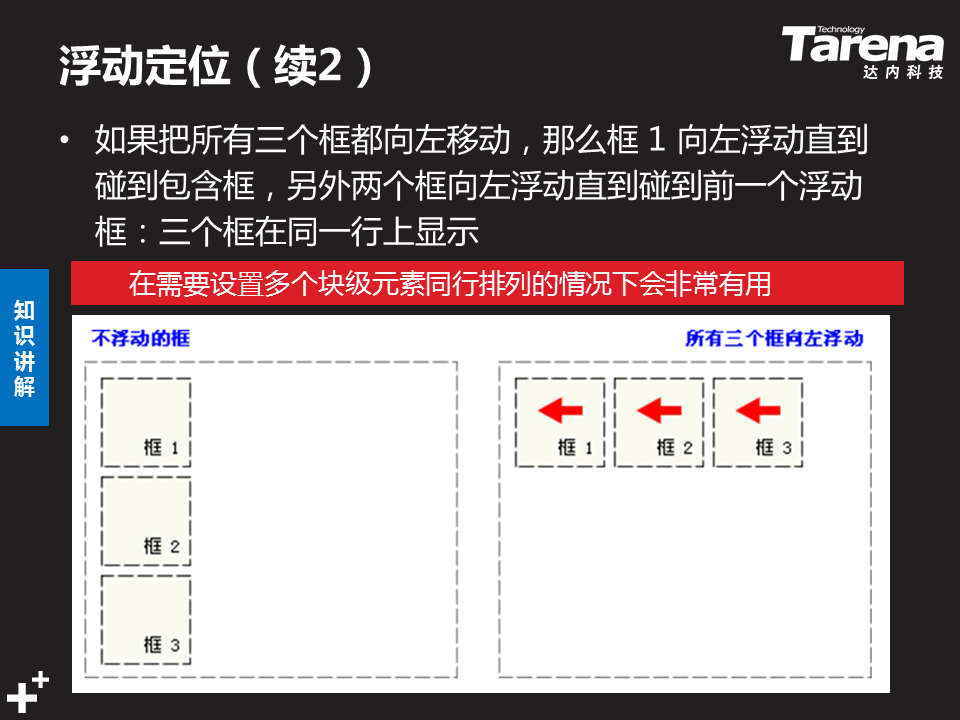 浮动定位（续2）
Technology
Tarena
达内科技
• 如果把所有三个框都向左移动，那么框 1 向左浮动直到
碰到包含框，另外两个框向左浮动直到碰到前一个浮动
框：三个框在同一行上显示
在需要设置多个块级元素同行排列的情况下会非常有用
知
识
讲
解
不浮动的框
所有三个框向左浮动
框 1
框 2
框 3
框 1
框 2
框 3